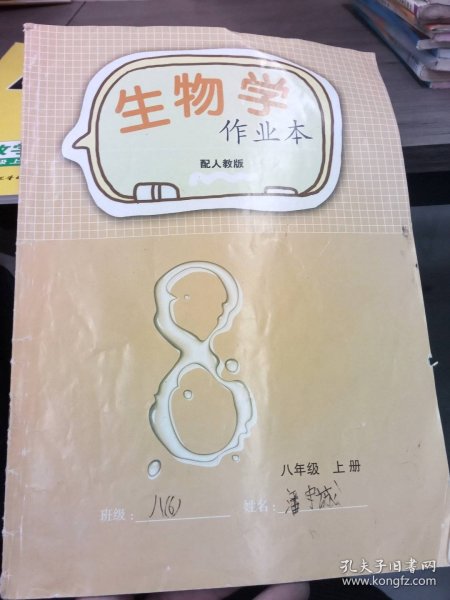 生物学
作业本
配人教版
8
八年级 上册
班级：八(6) 姓名：潘
孔夫子旧书网
www.kongfz.com